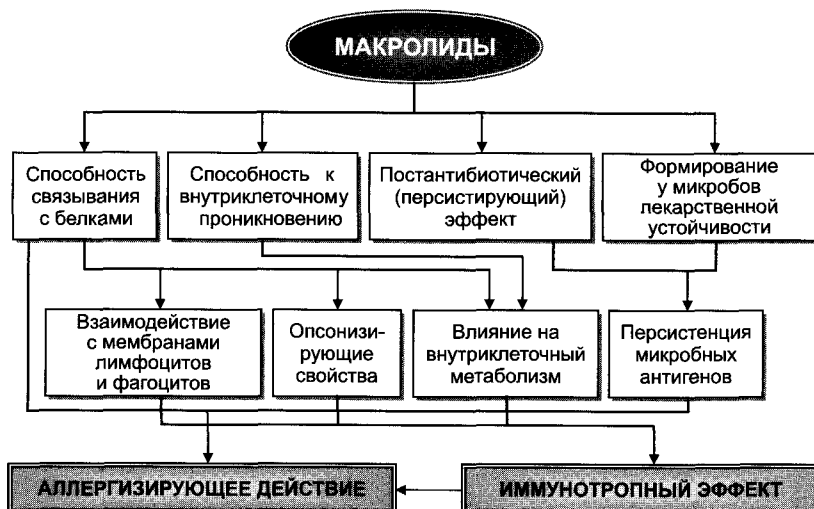 МАКРОЛИДЫ
Способность
связывания
с белками
Способность к
внутриклеточному
проникновению
Постантибиотический
(персистирующий)
эффект
Формирование
у микробов
лекарственной
устойчивости
Взаимодействие
с мембранами
лимфоцитов
и фагоцитов
Опсонизи-
рующие
свойства
Влияние на
внутриклеточный
метаболизм
Персистенция
микробных
антигенов
АЛЛЕРГИЗИРУЮЩЕЕ ДЕЙСТВИЕ
ИММУНОТРОПНЫЙ ЭФФЕКТ